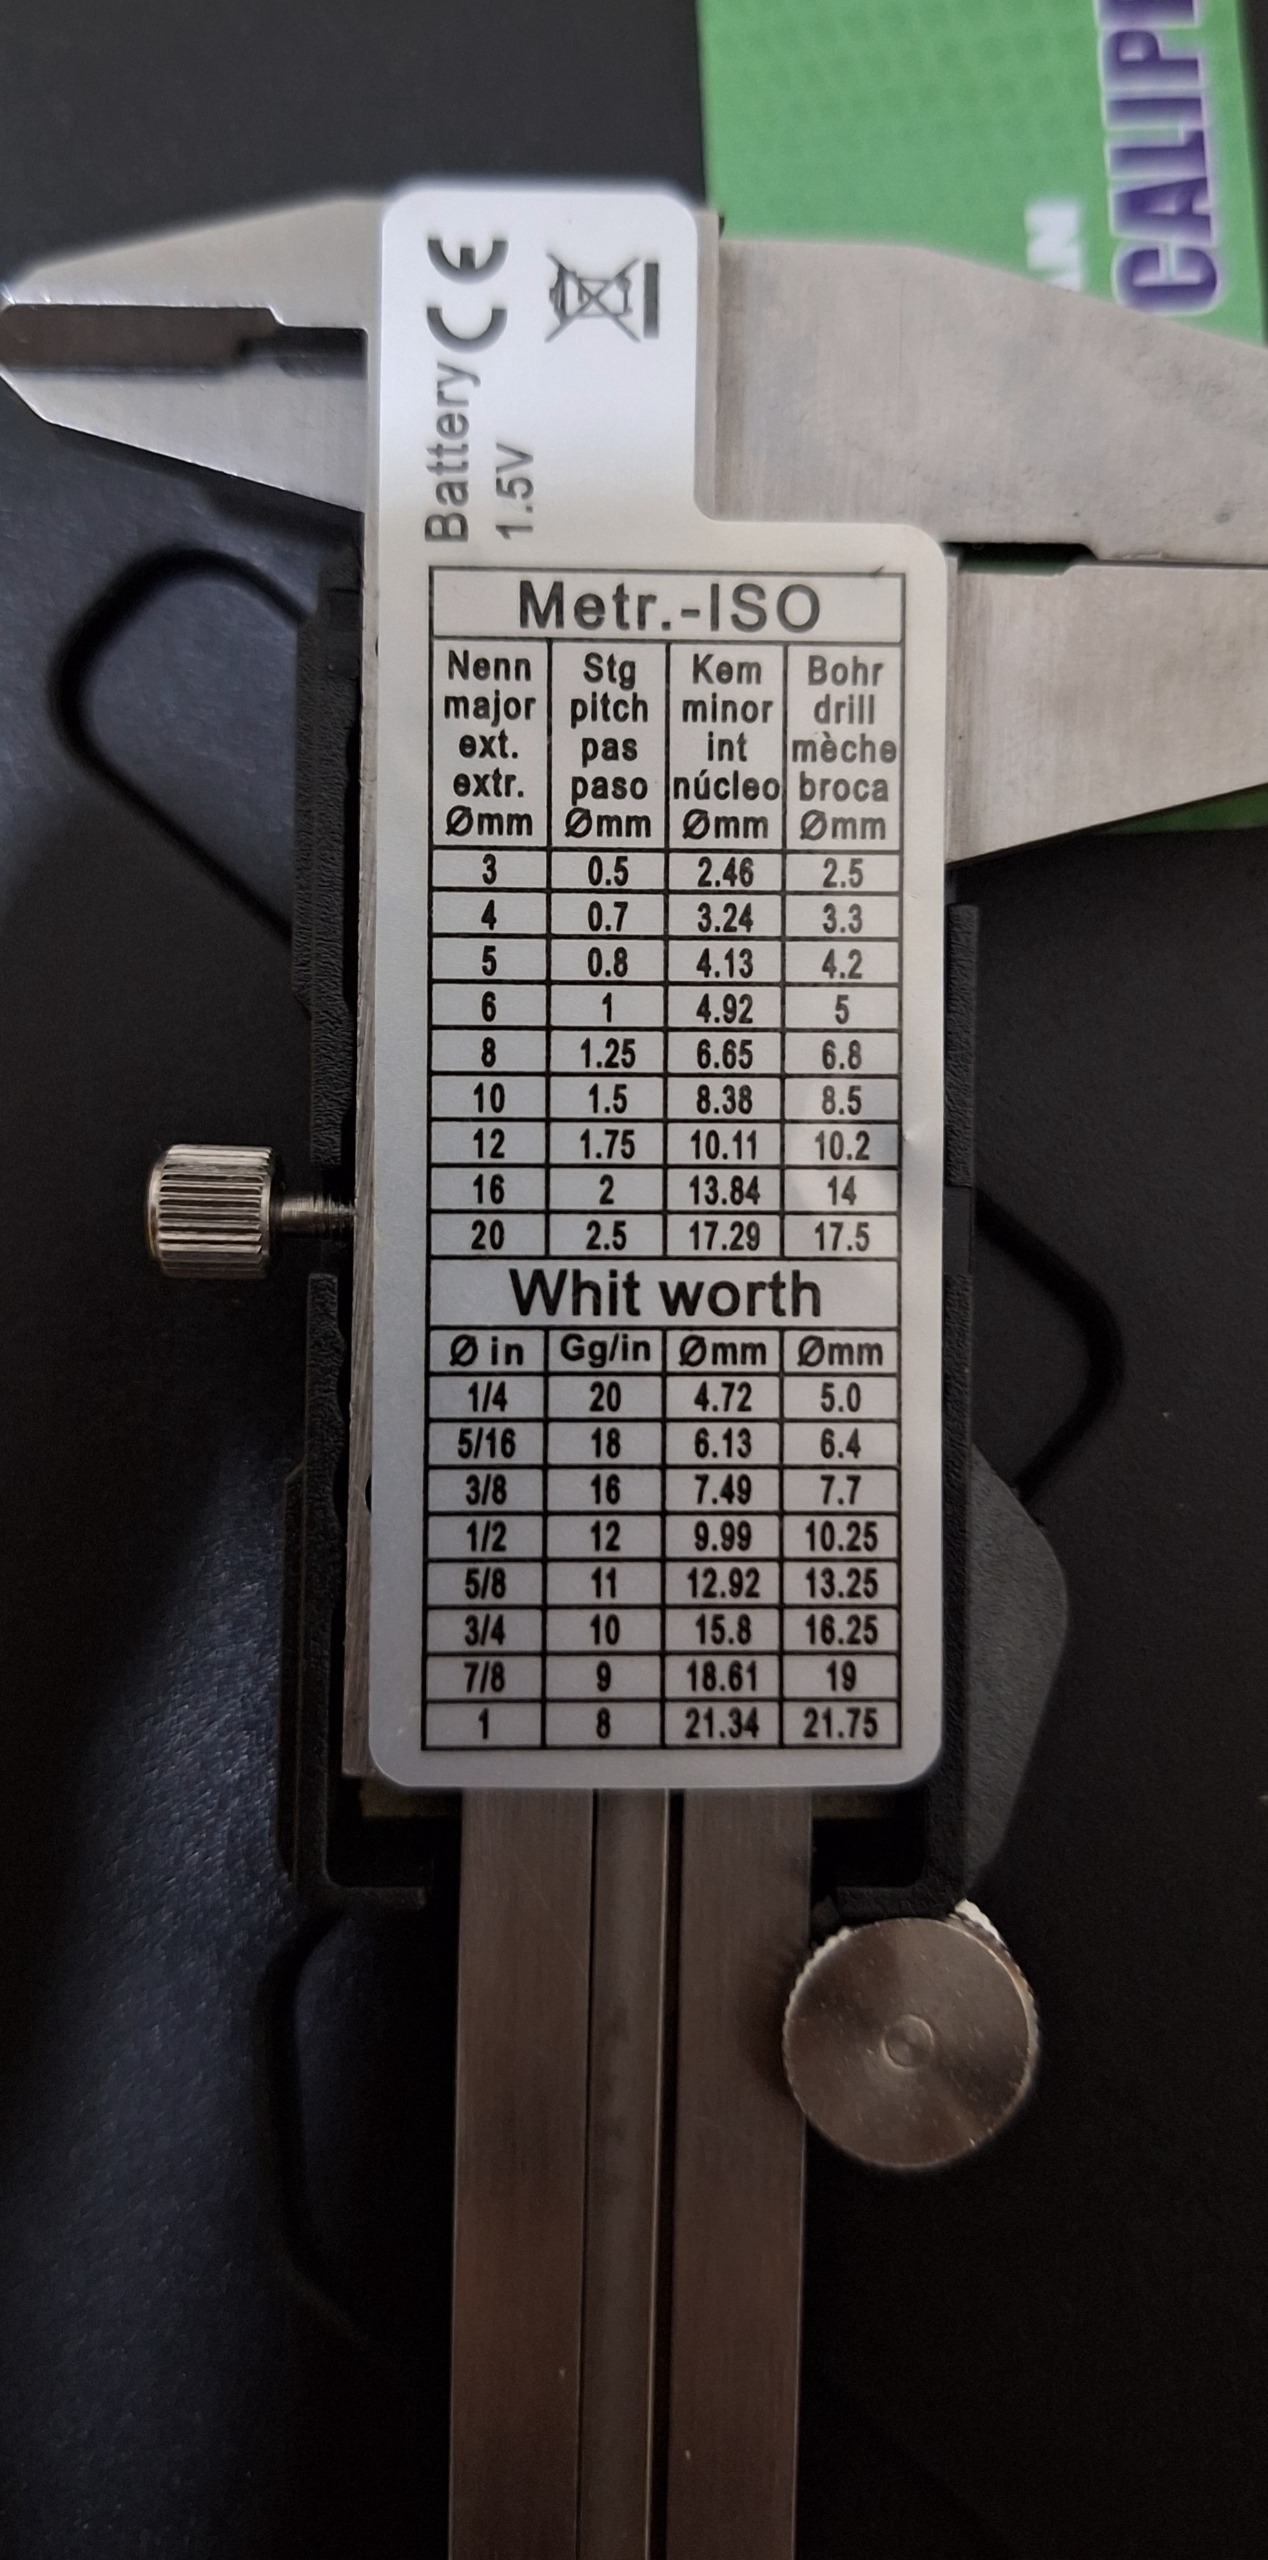 CALIP
AN
Battery CE
1.5V
Metr.-ISO
Nenn Stg Kem Bohr
major pitch minor drill
ext. pas int mèche
extr. paso núcleo broca
Ømm Ømm Ømm Ømm
3 0.5 2.46 2.5
4 0.7 3.24 3.3
5 0.8 4.13 4.2
6 1 4.92 5
8 1.25 6.65 6.8
10 1.5 8.38 8.5
12 1.75 10.11 10.2
16 2 13.84 14
20 2.5 17.29 17.5
Whit worth
Ø in Gg/in Ømm Ømm
1/4 20 4.72 5.0
5/16 18 6.13 6.4
3/8 16 7.49 7.7
1/2 12 9.99 10.25
5/8 11 12.92 13.25
3/4 10 15.8 16.25
7/8 9 18.61 19
1 8 21.34 21.75